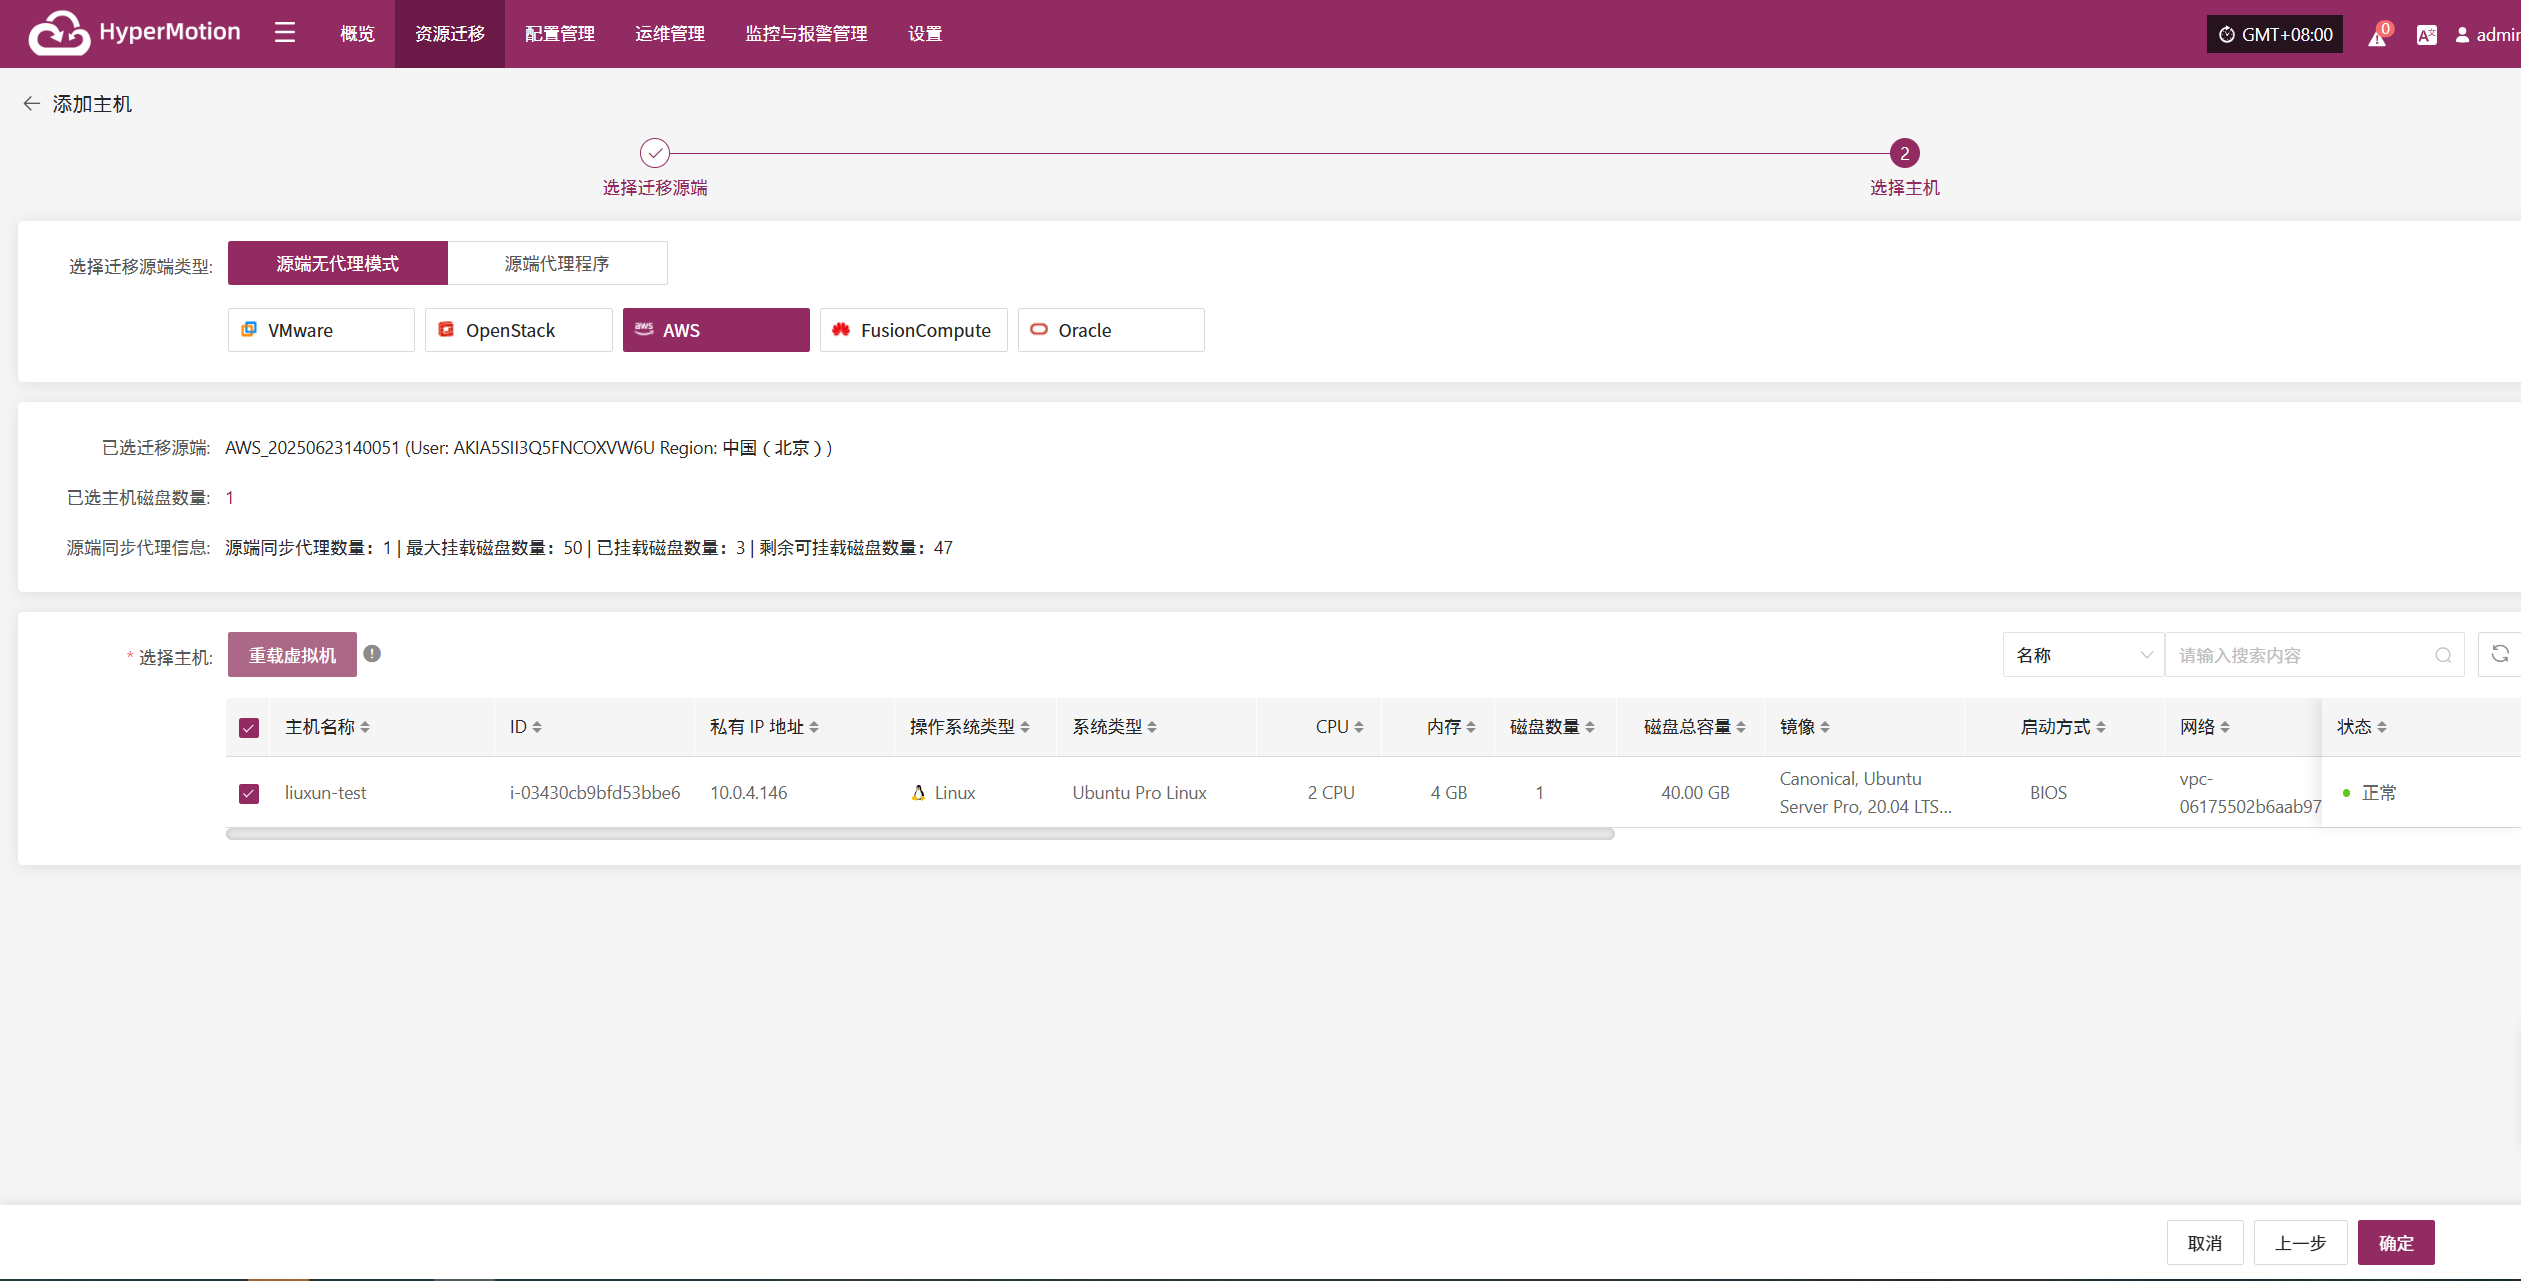 HyperMotion 概览 资源迁移 配置管理 运维管理 监控与报警管理 设置 GMT+08:00 0 admin
添加主机
2
选择迁移源端 选择主机
选择迁移源端类型: 源端无代理模式 源端代理程序
VMware OpenStack aws AWS FusionCompute Oracle
已选迁移源端: AWS_20250623140051 (User: AKIA5SII3Q5FNCOXVW6U Region: 中国（北京）)
已选主机磁盘数量: 1
源端同步代理信息: 源端同步代理数量：1 | 最大挂载磁盘数量：50 | 已挂载磁盘数量：3 | 剩余可挂载磁盘数量：47
* 选择主机: 重载虚拟机 名称 请输入搜索内容
主机名称 ID 私有 IP 地址 操作系统类型 系统类型 CPU 内存 磁盘数量 磁盘总容量 镜像 启动方式 网络 状态
liuxun-test i-03430cb9bfd53bbe6 10.0.4.146 Linux Ubuntu Pro Linux 2 CPU 4 GB 1 40.00 GB Canonical, Ubuntu Server Pro, 20.04 LTS... BIOS vpc-06175502b6aab97 正常
取消 上一步 确定